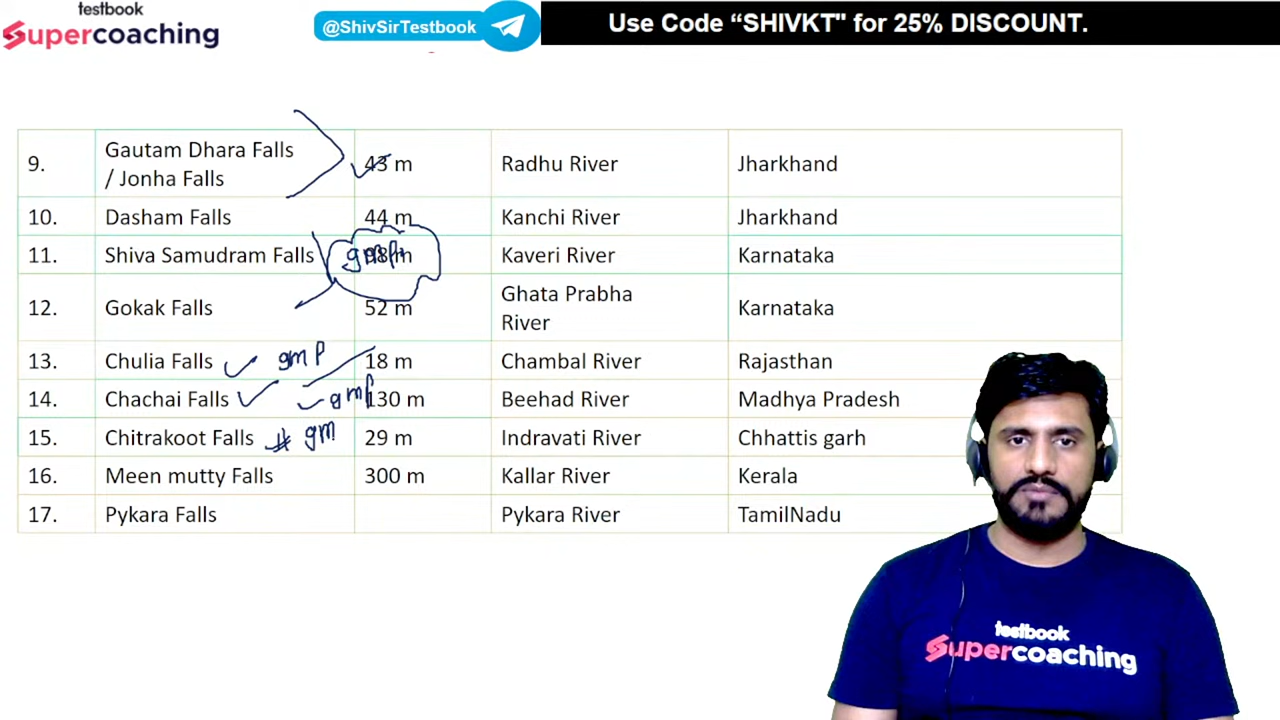 testbook
Supercoaching
@ShivSirTestbook
Use Code “SHIVKT" for 25% DISCOUNT.
9. Gautam Dhara Falls / Jonha Falls 43 m Radhu River Jharkhand
10. Dasham Falls 44 m Kanchi River Jharkhand
11. Shiva Samudram Falls 98m Kaveri River Karnataka
gmp
12. Gokak Falls 52 m Ghata Prabha River Karnataka
13. Chulia Falls gmp 18 m Chambal River Rajasthan
14. Chachai Falls gmp 130 m Beehad River Madhya Pradesh
15. Chitrakoot Falls gm 29 m Indravati River Chhattis garh
16. Meen mutty Falls 300 m Kallar River Kerala
17. Pykara Falls Pykara River TamilNadu
testbook
Supercoaching